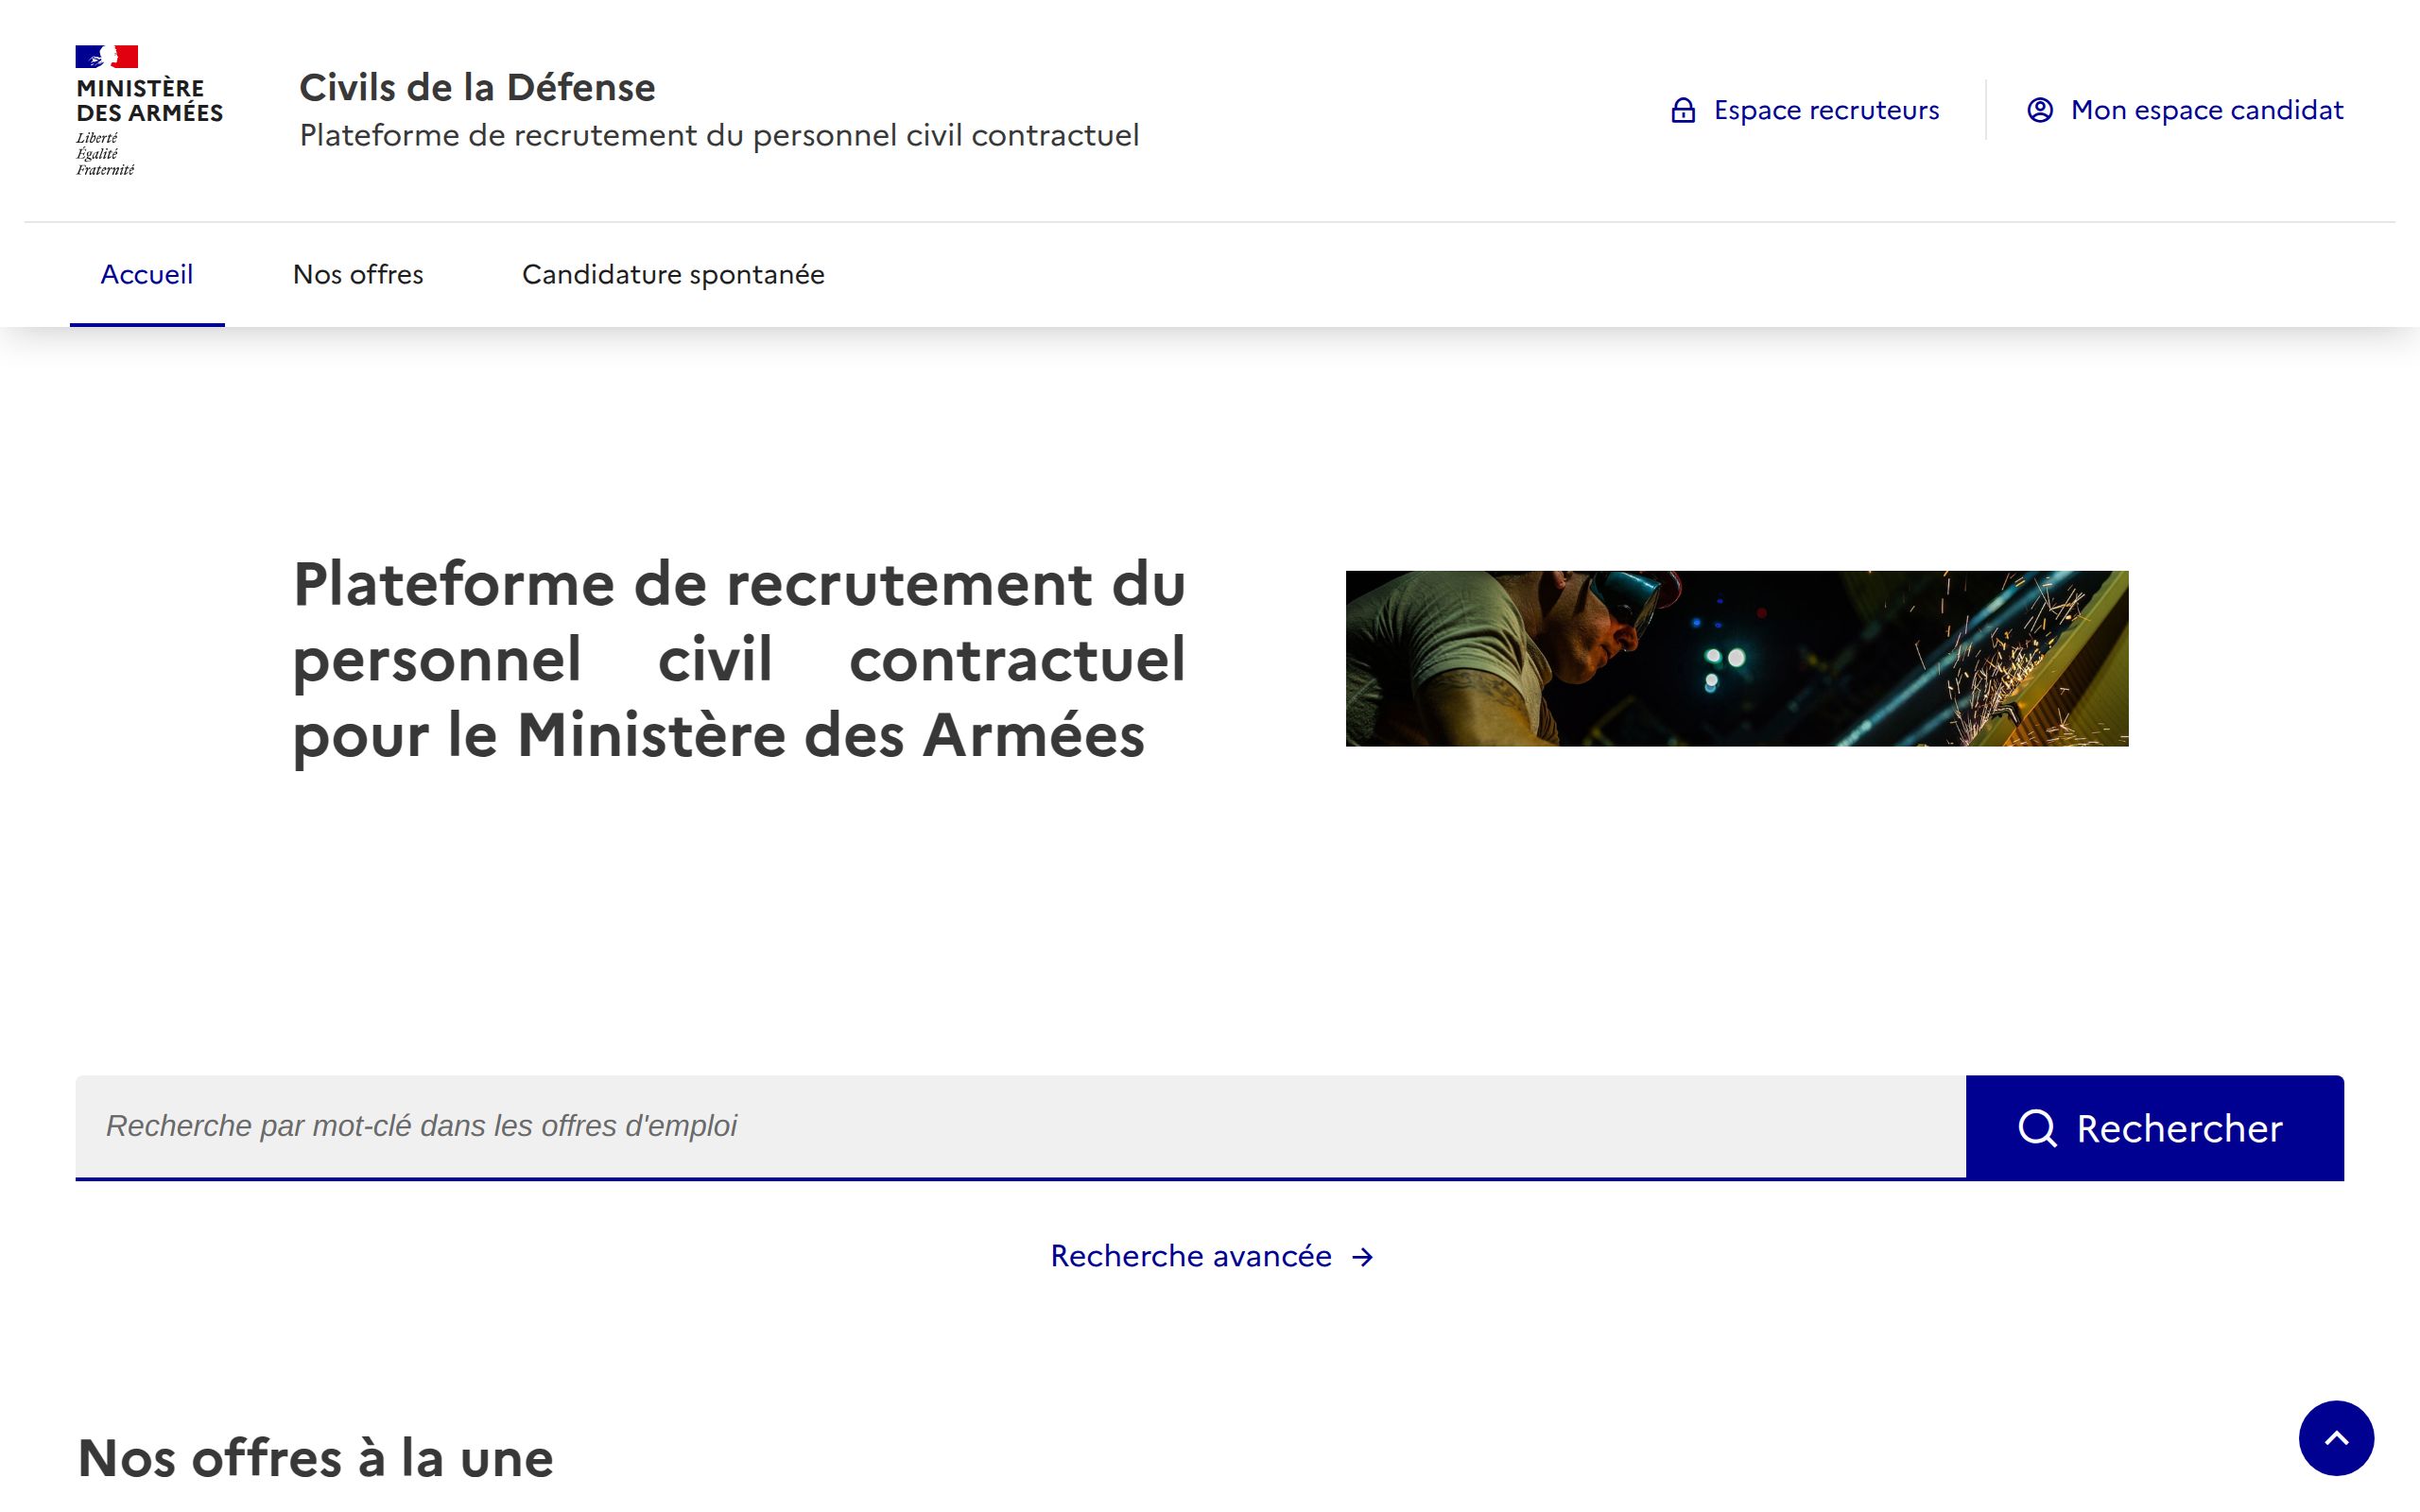 MINISTÈRE
DES ARMÉES
Liberté
Égalité
Fraternité
Civils de la Défense
Plateforme de recrutement du personnel civil contractuel
Espace recruteurs
Mon espace candidat
Accueil
Nos offres
Candidature spontanée
Plateforme de recrutement du
personnel civil contractuel
pour le Ministère des Armées
Recherche par mot-clé dans les offres d'emploi
Rechercher
Recherche avancée
Nos offres à la une